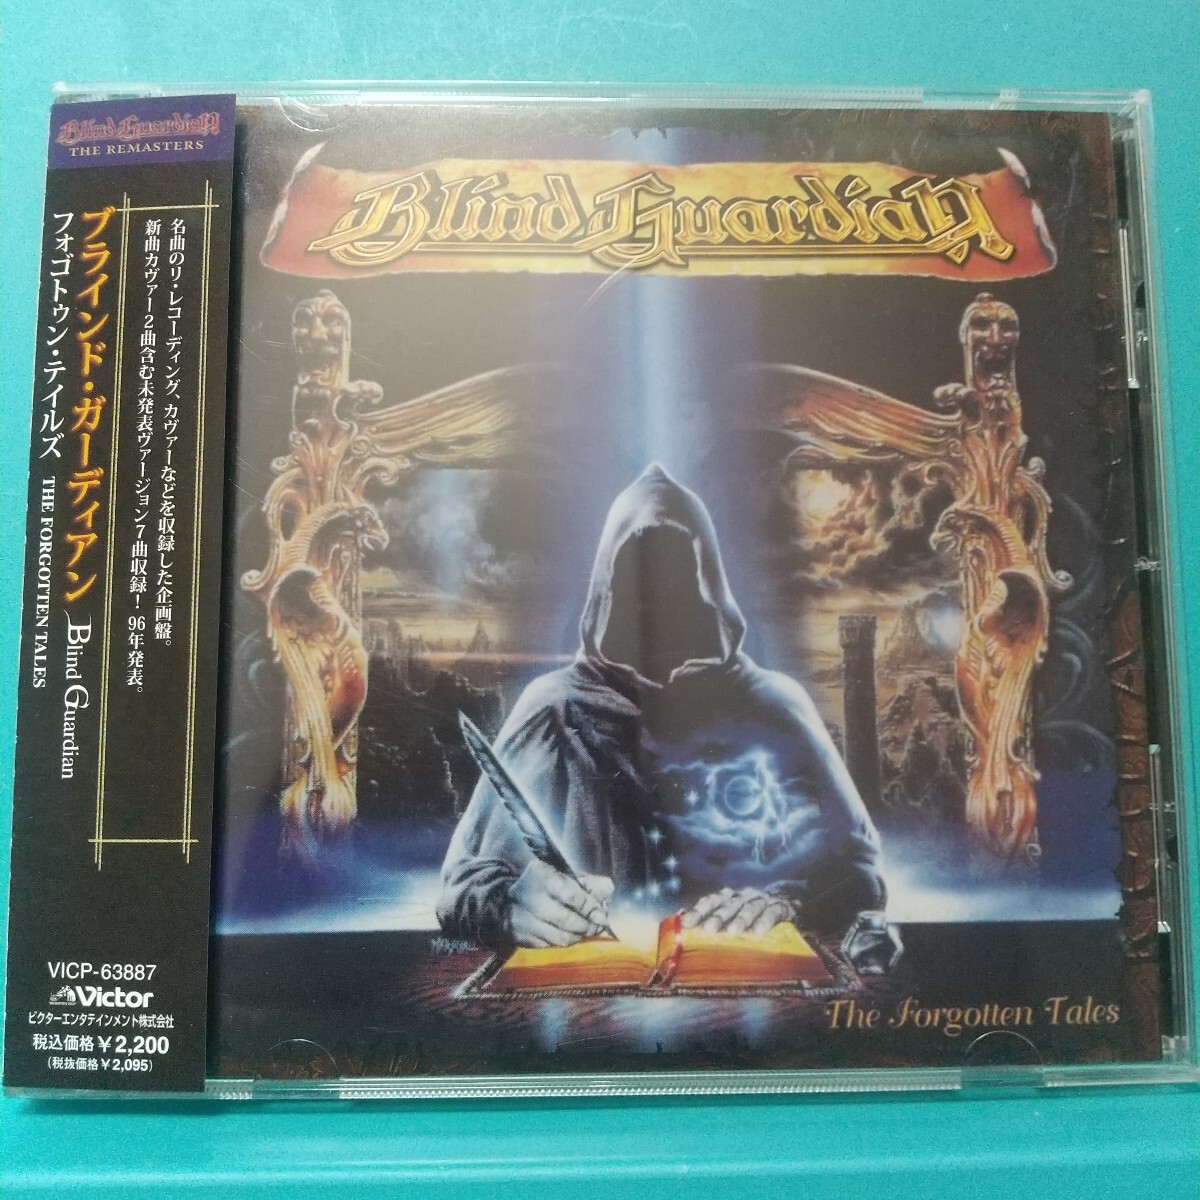 Blind Guardian
THE REMASTERS
名曲のリ・レコーディング、カヴァーなどを収録した企画盤。
新曲カヴァー2曲含む未発表ヴァージョン7曲収録！ 96年発表。
ブラインド・ガーディアン Blind Guardian
フォゴトゥン・テイルズ THE FORGOTTEN TALES
VICP-63887
Victor
ビクターエンタテインメント株式会社
税込価格￥2,200
(税抜価格￥2,095)
Blind Guardian
The Forgotten Tales